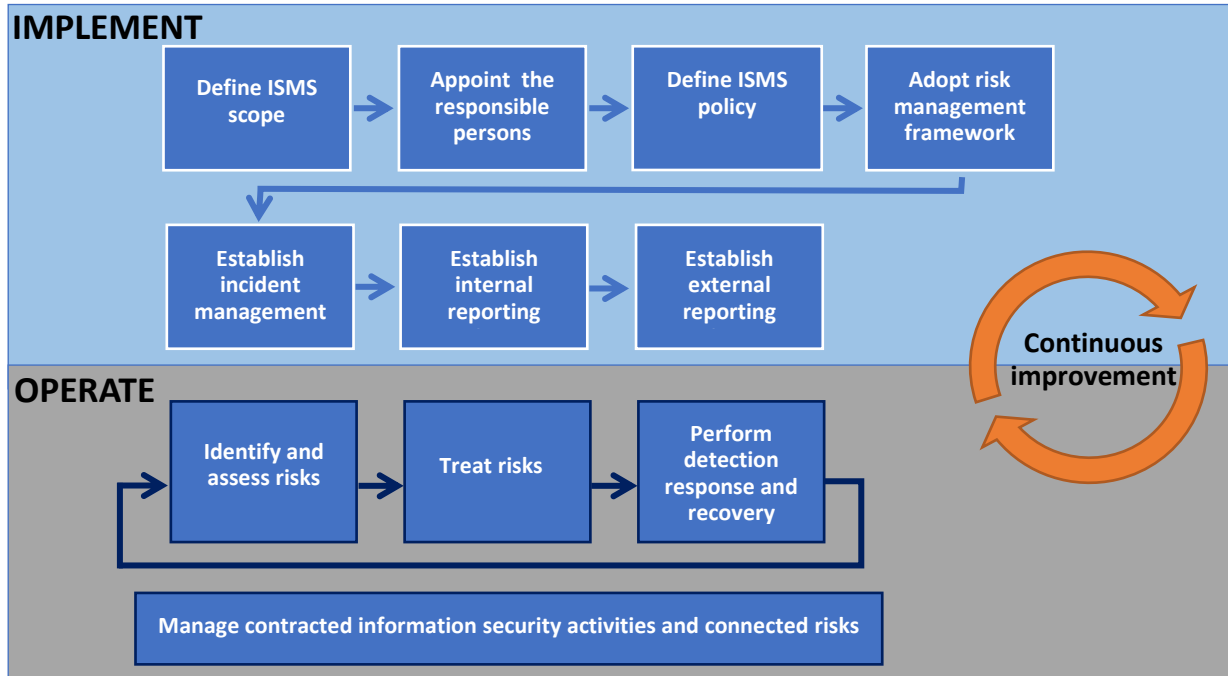 IMPLEMENT
Define ISMS
scope
Appoint the
responsible
persons
Define ISMS
policy
Adopt risk
management
framework
Establish
incident
management
Establish
internal
reporting
Establish
external
reporting
Continuous
improvement
OPERATE
Identify and
assess risks
Treat risks
Perform
detection
response and
recovery
Manage contracted information security activities and connected risks